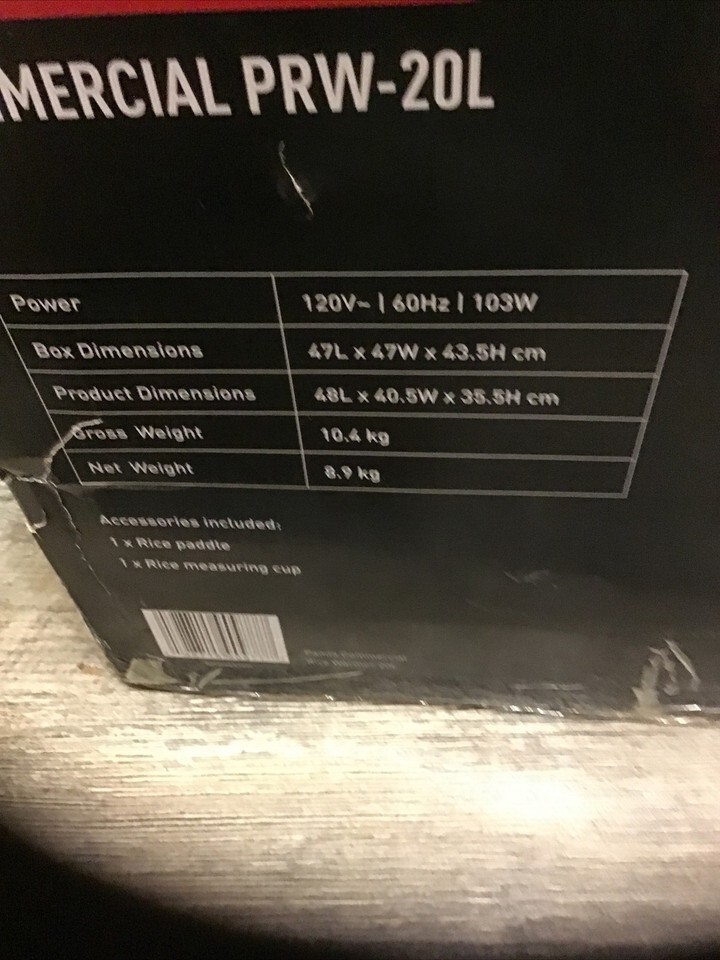 MERCIAL PRW-20L
Power 120V~ | 60Hz | 103W
Box Dimensions 47L x 47W x 43.5H cm
Product Dimensions 48L x 40.5W x 35.5H cm
Gross Weight 10.4 kg
Net Weight 8.9 kg
Accessories included:
1 x Rice paddle
1 x Rice measuring cup